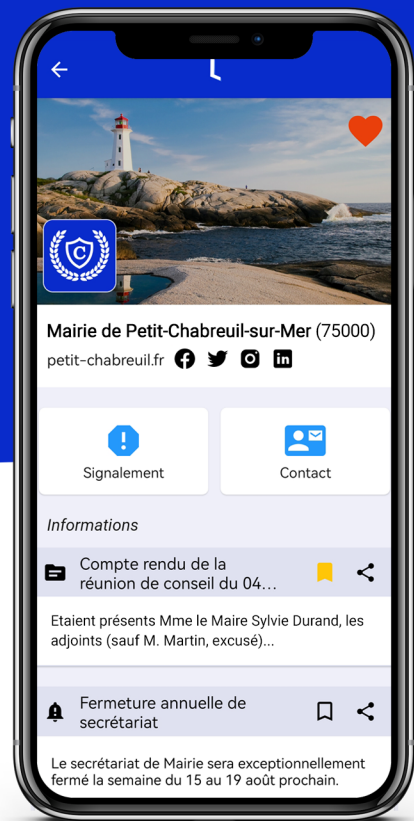 C
Mairie de Petit-Chabreuil-sur-Mer (75000)
petit-chabreuil.fr
Signalement
Contact
Informations
Compte rendu de la
réunion de conseil du 04...
Etaient présents Mme le Maire Sylvie Durand, les
adjoints (sauf M. Martin, excusé)...
Fermeture annuelle de
secrétariat
Le secrétariat de Mairie sera exceptionnellement
fermé la semaine du 15 au 19 août prochain.